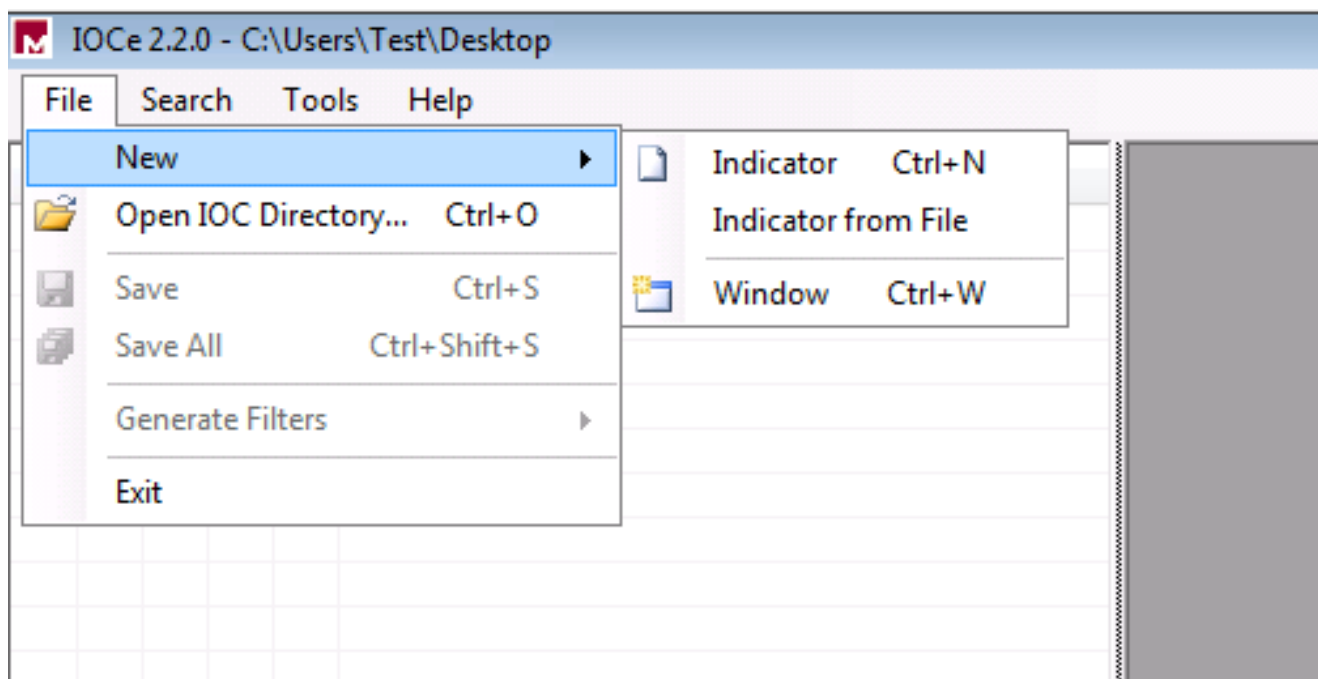 IOCe 2.2.0 - C:\Users\Test\Desktop
File Search Tools Help
New
Open IOC Directory... Ctrl+O
Save Ctrl+S
Save All Ctrl+Shift+S
Generate Filters
Exit
Indicator Ctrl+N
Indicator from File
Window Ctrl+W